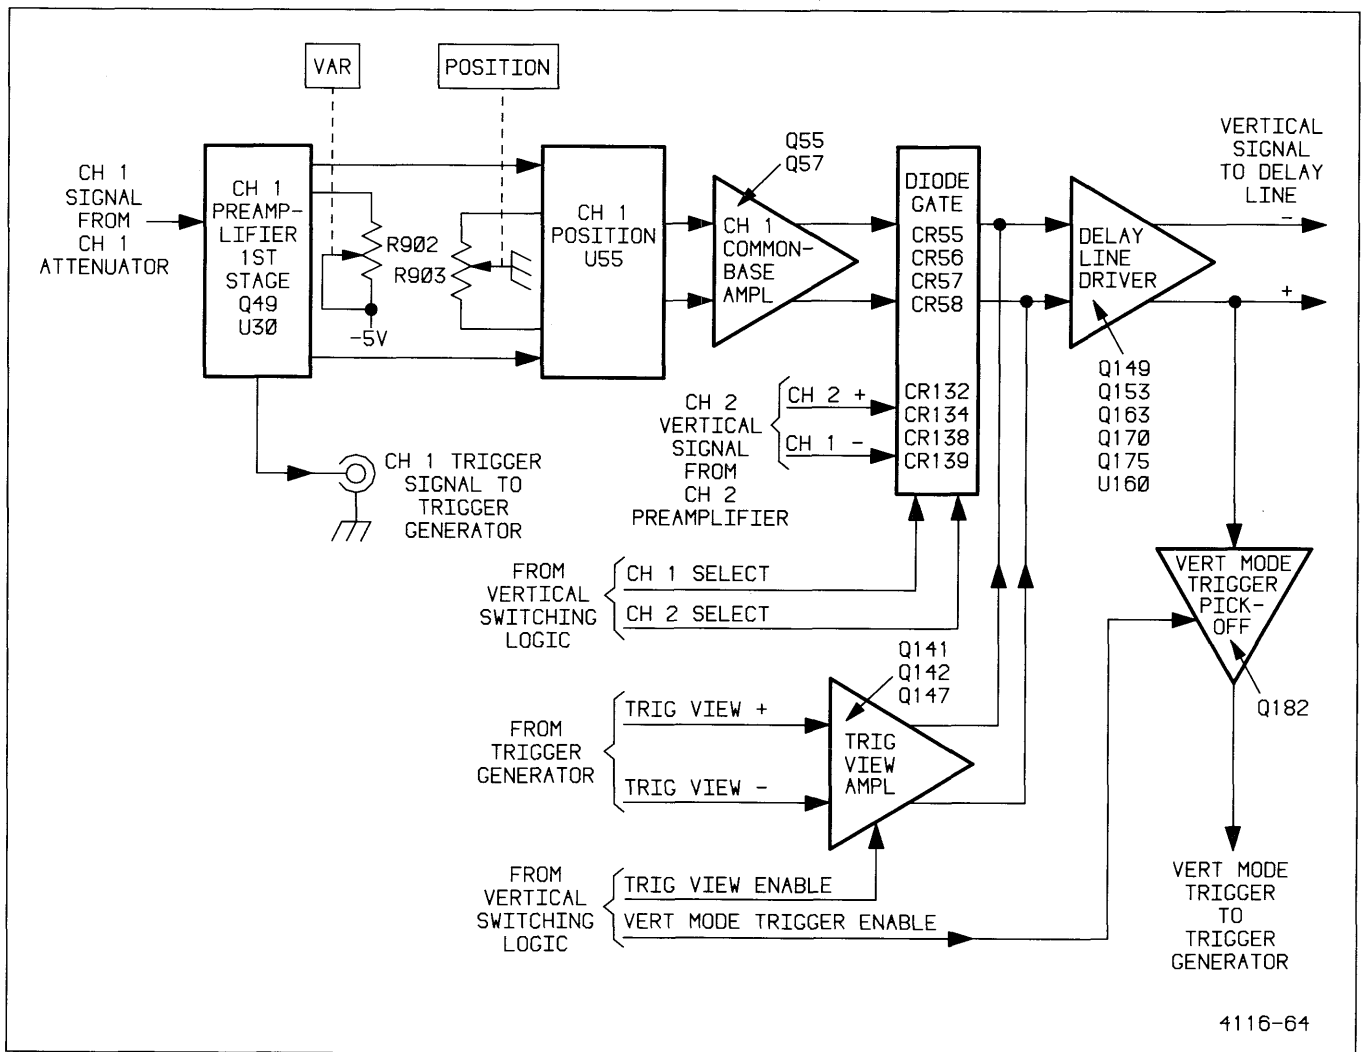 VAR
POSITION
CH 1
SIGNAL
FROM
CH 1
ATTENUATOR
CH 1
PREAMP-
LIFIER
1ST
STAGE
Q49
U30
R902
-5V
R903
CH 1
POSITION
U55
Q55
Q57
CH 1
COMMON-
BASE
AMPL
DIODE
GATE
CR55
CR56
CR57
CR58
CR132
CR134
CR138
CR139
DELAY
LINE
DRIVER
Q149
Q153
Q163
Q170
Q175
U160
VERTICAL
SIGNAL
TO DELAY
LINE
-
+
CH 1 TRIGGER
SIGNAL TO
TRIGGER
GENERATOR
CH 2
VERTICAL
SIGNAL
FROM
CH 2
PREAMPLIFIER
CH 2 +
CH 1 -
FROM
VERTICAL
SWITCHING
LOGIC
CH 1 SELECT
CH 2 SELECT
VERT MODE
TRIGGER
PICK-
OFF
Q182
Q141
Q142
Q147
FROM
TRIGGER
GENERATOR
TRIG VIEW +
TRIG VIEW -
TRIG
VIEW
AMPL
FROM
VERTICAL
SWITCHING
LOGIC
TRIG VIEW ENABLE
VERT MODE TRIGGER ENABLE
VERT MODE
TRIGGER
TO
TRIGGER
GENERATOR
4116-64